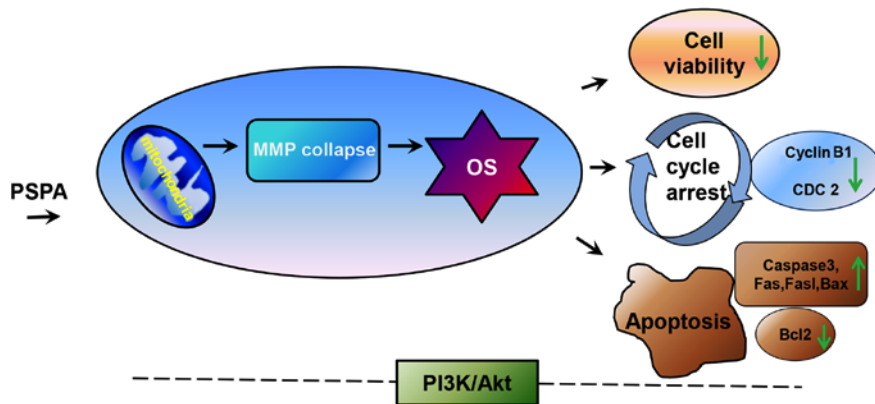 PSPA
mitochondria
MMP collapse
OS
Cell
viability
Cell
cycle
arrest
Cyclin B1
CDC 2
Apoptosis
Caspase3,
Fas,Fasl,Bax
Bcl2
PI3K/Akt